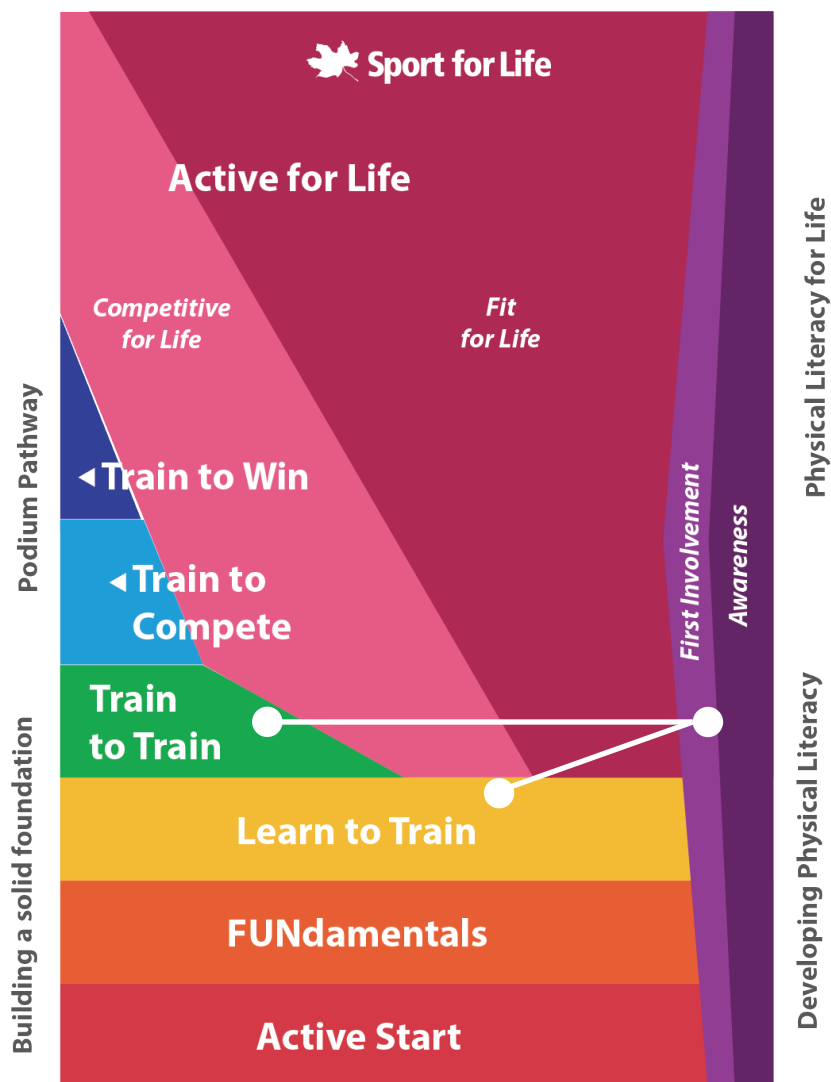 Sport for Life
Active for Life
Competitive
for Life
Fit
for Life
Train to Win
Train to
Compete
Train
to Train
Learn to Train
FUNdamentals
Active Start
First Involvement
Awareness
Podium Pathway
Building a solid foundation
Physical Literacy for Life
Developing Physical Literacy